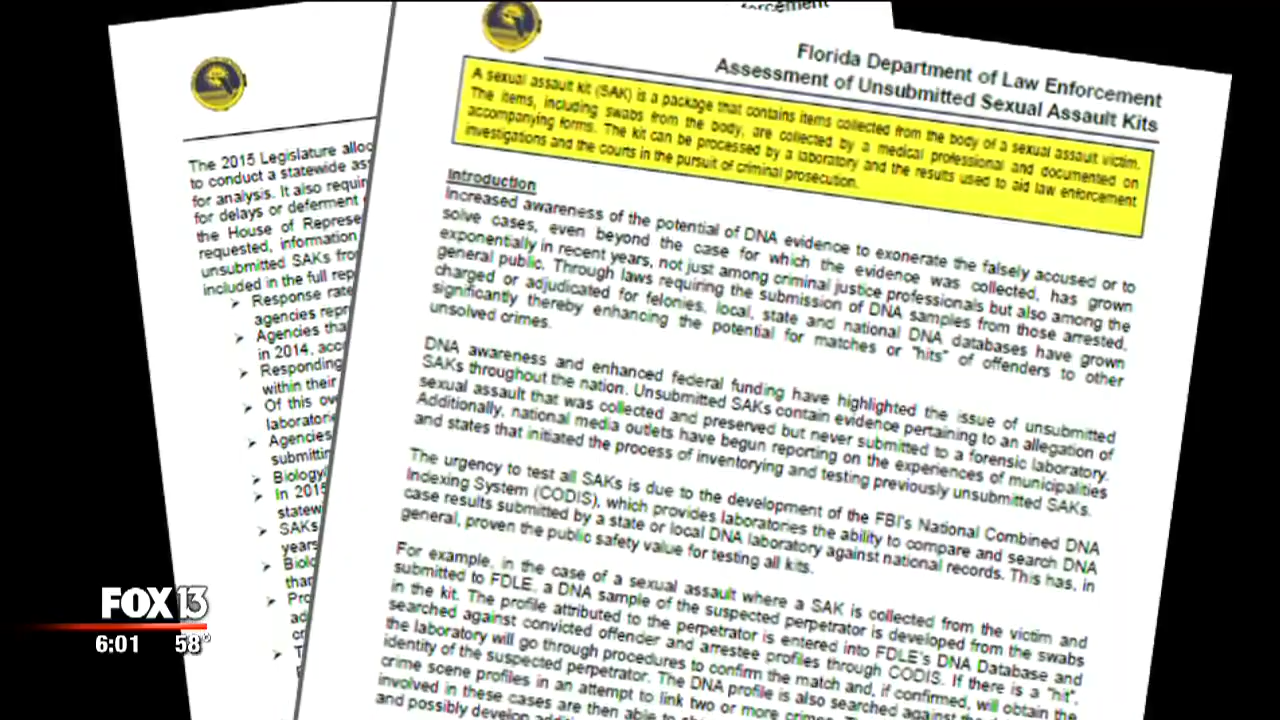 The 2015 Legislature
to conduct a statewide
for analysis. It also
for delays or deferment
the House of
requested, information
unsubmitted SAKs
included in the full
➤ Response
agencies
➤ Agencies
in 2014,
➤ Responding
within their
➤ Of this
➤ Agencies
➤ In 2015
➤ SAKs
years
Florida Department of Law Enforcement
Assessment of Unsubmitted Sexual Assault Kits
A sexual assault kit (SAK) is a package that contains items collected from the body of a sexual assault victim.
The items, including swabs from the body, are collected by a medical professional and documented on
accompanying forms. The kit can be processed by a laboratory and the results used to aid law enforcement
investigations and the courts in the pursuit of criminal prosecution.
Introduction
Increased awareness of the potential of DNA evidence to exonerate the falsely accused or to
solve cases, even beyond the case for which the evidence was collected, has grown
exponentially in recent years, not just among criminal justice professionals but also among the
general public. Through laws requiring the submission of DNA samples from those arrested,
charged or adjudicated for felonies, local, state and national DNA databases have grown
significantly thereby enhancing the potential for matches or "hits" of offenders to other
unsolved crimes.
DNA awareness and enhanced federal funding have highlighted the issue of unsubmitted
SAKs throughout the nation. Unsubmitted SAKs contain evidence pertaining to an allegation of
sexual assault that was collected and preserved but never submitted to a forensic laboratory.
Additionally, national media outlets have begun reporting on the experiences of municipalities
and states that initiated the process of inventorying and testing previously unsubmitted SAKs.
The urgency to test all SAKs is due to the development of the FBI's National Combined DNA
Indexing System (CODIS), which provides laboratories the ability to compare and search DNA
case results submitted by a state or local DNA laboratory against national records. This has, in
general, proven the public safety value for testing all kits.
For example, in the case of a sexual assault where a SAK is collected from the victim and
submitted to FDLE, a DNA sample of the suspected perpetrator is developed from the swabs
in the kit. The profile attributed to the perpetrator is entered into FDLE's DNA Database and
searched against convicted offender and arrestee profiles through CODIS. If there is a "hit",
the laboratory will go through procedures to confirm the match and, if confirmed, will obtain the
identity of the suspected perpetrator. The DNA profile is also searched against the
crime scene profiles in an attempt to link two or more crimes.
involved in these cases are then able to
and possibly develop
FOX 13
6:01 58°